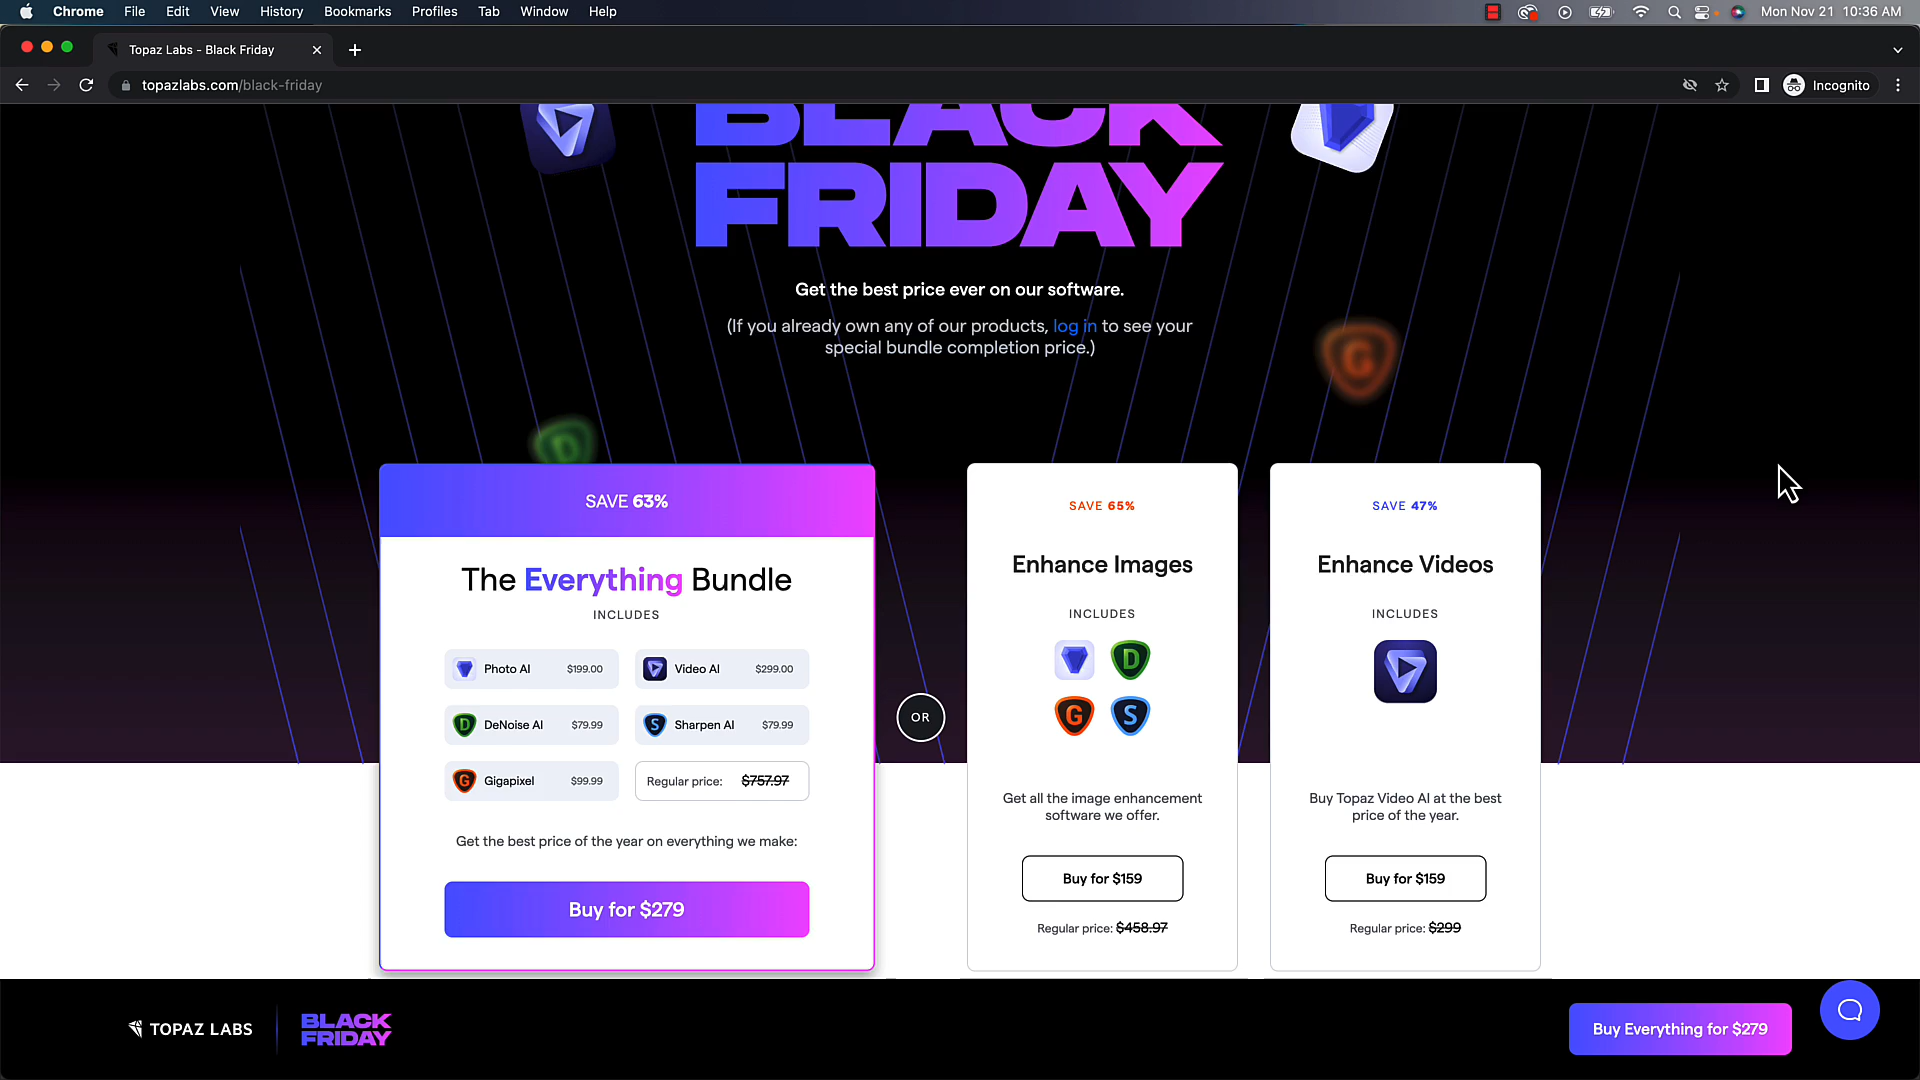 Chrome File Edit View History Bookmarks Profiles Tab Window Help Mon Nov 21 10:36 AM
Topaz Labs - Black Friday
topazlabs.com/black-friday Incognito
BLACK
FRIDAY
Get the best price ever on our software.
(If you already own any of our products, log in to see your
special bundle completion price.)
G
D
SAVE 63%
The Everything Bundle
INCLUDES
Photo AI $199.00
Video AI $299.00
D DeNoise AI $79.99
S Sharpen AI $79.99
G Gigapixel $99.99
Regular price: $757.97
Get the best price of the year on everything we make:
Buy for $279
OR
SAVE 65%
Enhance Images
INCLUDES
D
G S
Get all the image enhancement
software we offer.
Buy for $159
Regular price: $458.97
SAVE 47%
Enhance Videos
INCLUDES
Buy Topaz Video AI at the best
price of the year.
Buy for $159
Regular price: $299
TOPAZ LABS
BLACK
FRIDAY
Buy Everything for $279